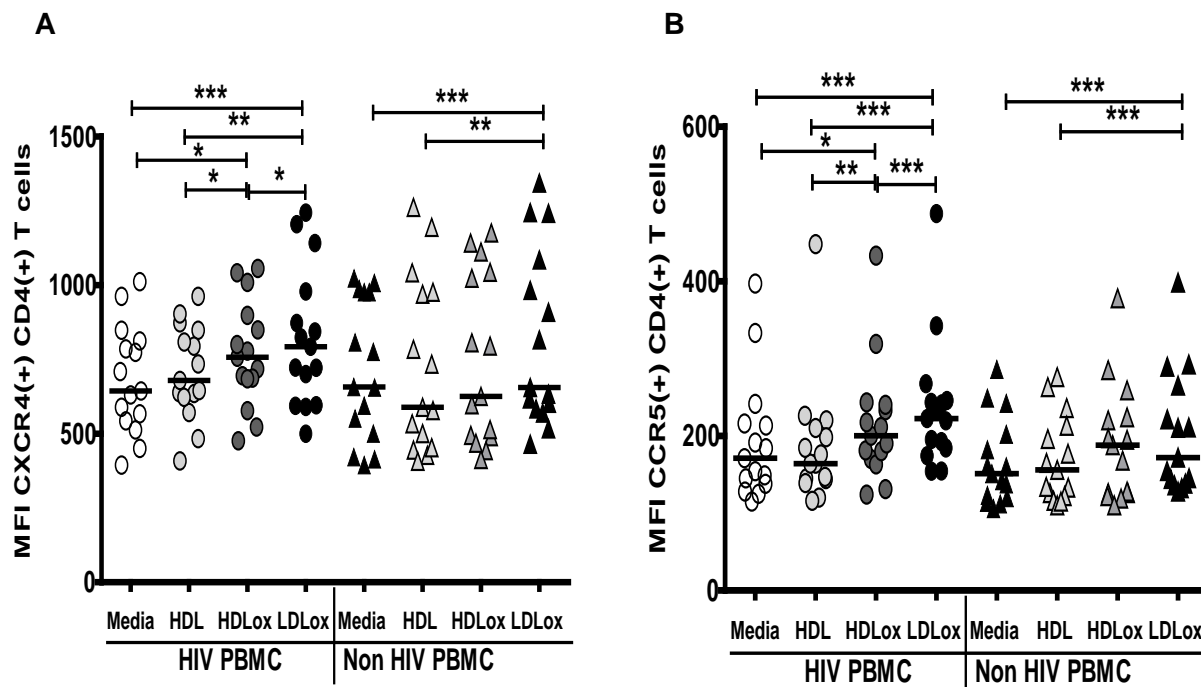 A
MFI CXCR4(+) CD4(+) T cells
1500
1000
500
0
***
**
*
*
*
***
**
Media HDL HDLox LDLox Media HDL HDLox LDLox
HIV PBMC Non HIV PBMC
B
MFI CCR5(+) CD4(+) T cells
600
400
200
0
***
***
*
**
***
***
***
Media HDL HDLox LDLox Media HDL HDLox LDLox
HIV PBMC Non HIV PBMC